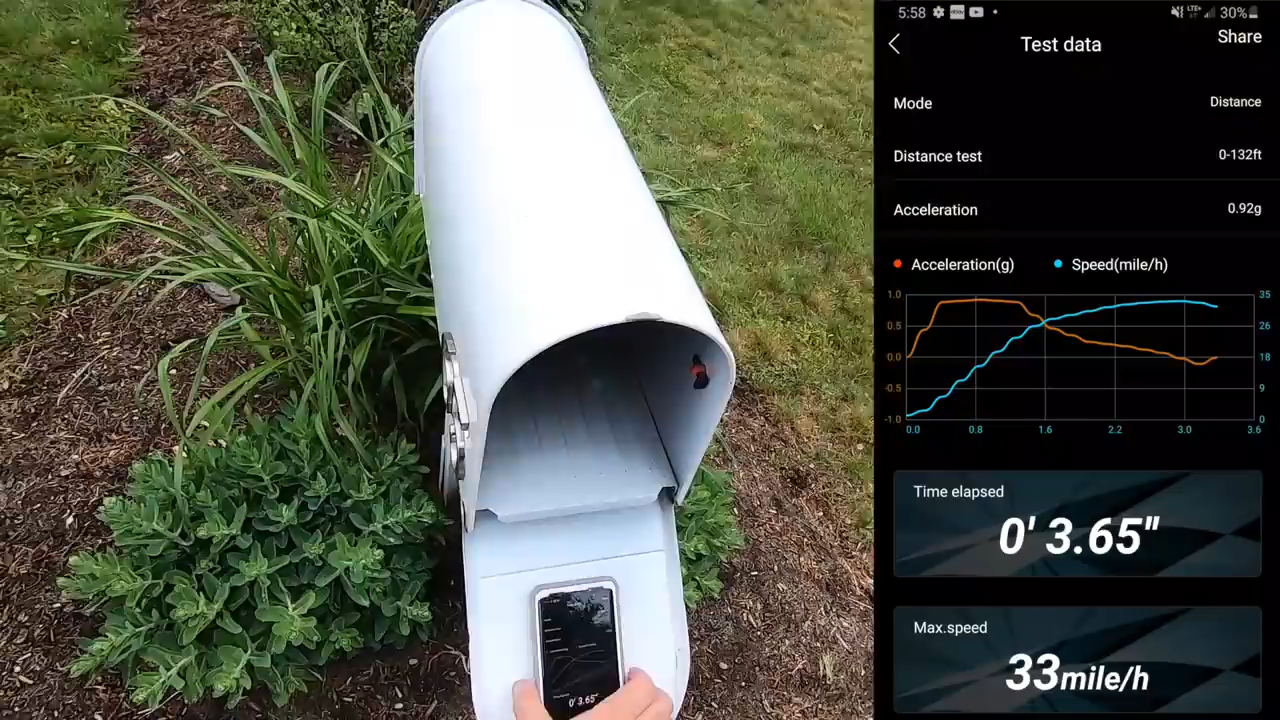 5:58 30%
Test data Share
Mode Distance
Distance test 0-132ft
Acceleration 0.92g
Acceleration(g) Speed(mile/h)
1.0 35
0.5 26
0.0 18
-0.5 9
-1.0 0
0.0 0.8 1.6 2.2 3.0 3.6
Time elapsed
0' 3.65"
Max.speed
33mile/h
0' 3.65"